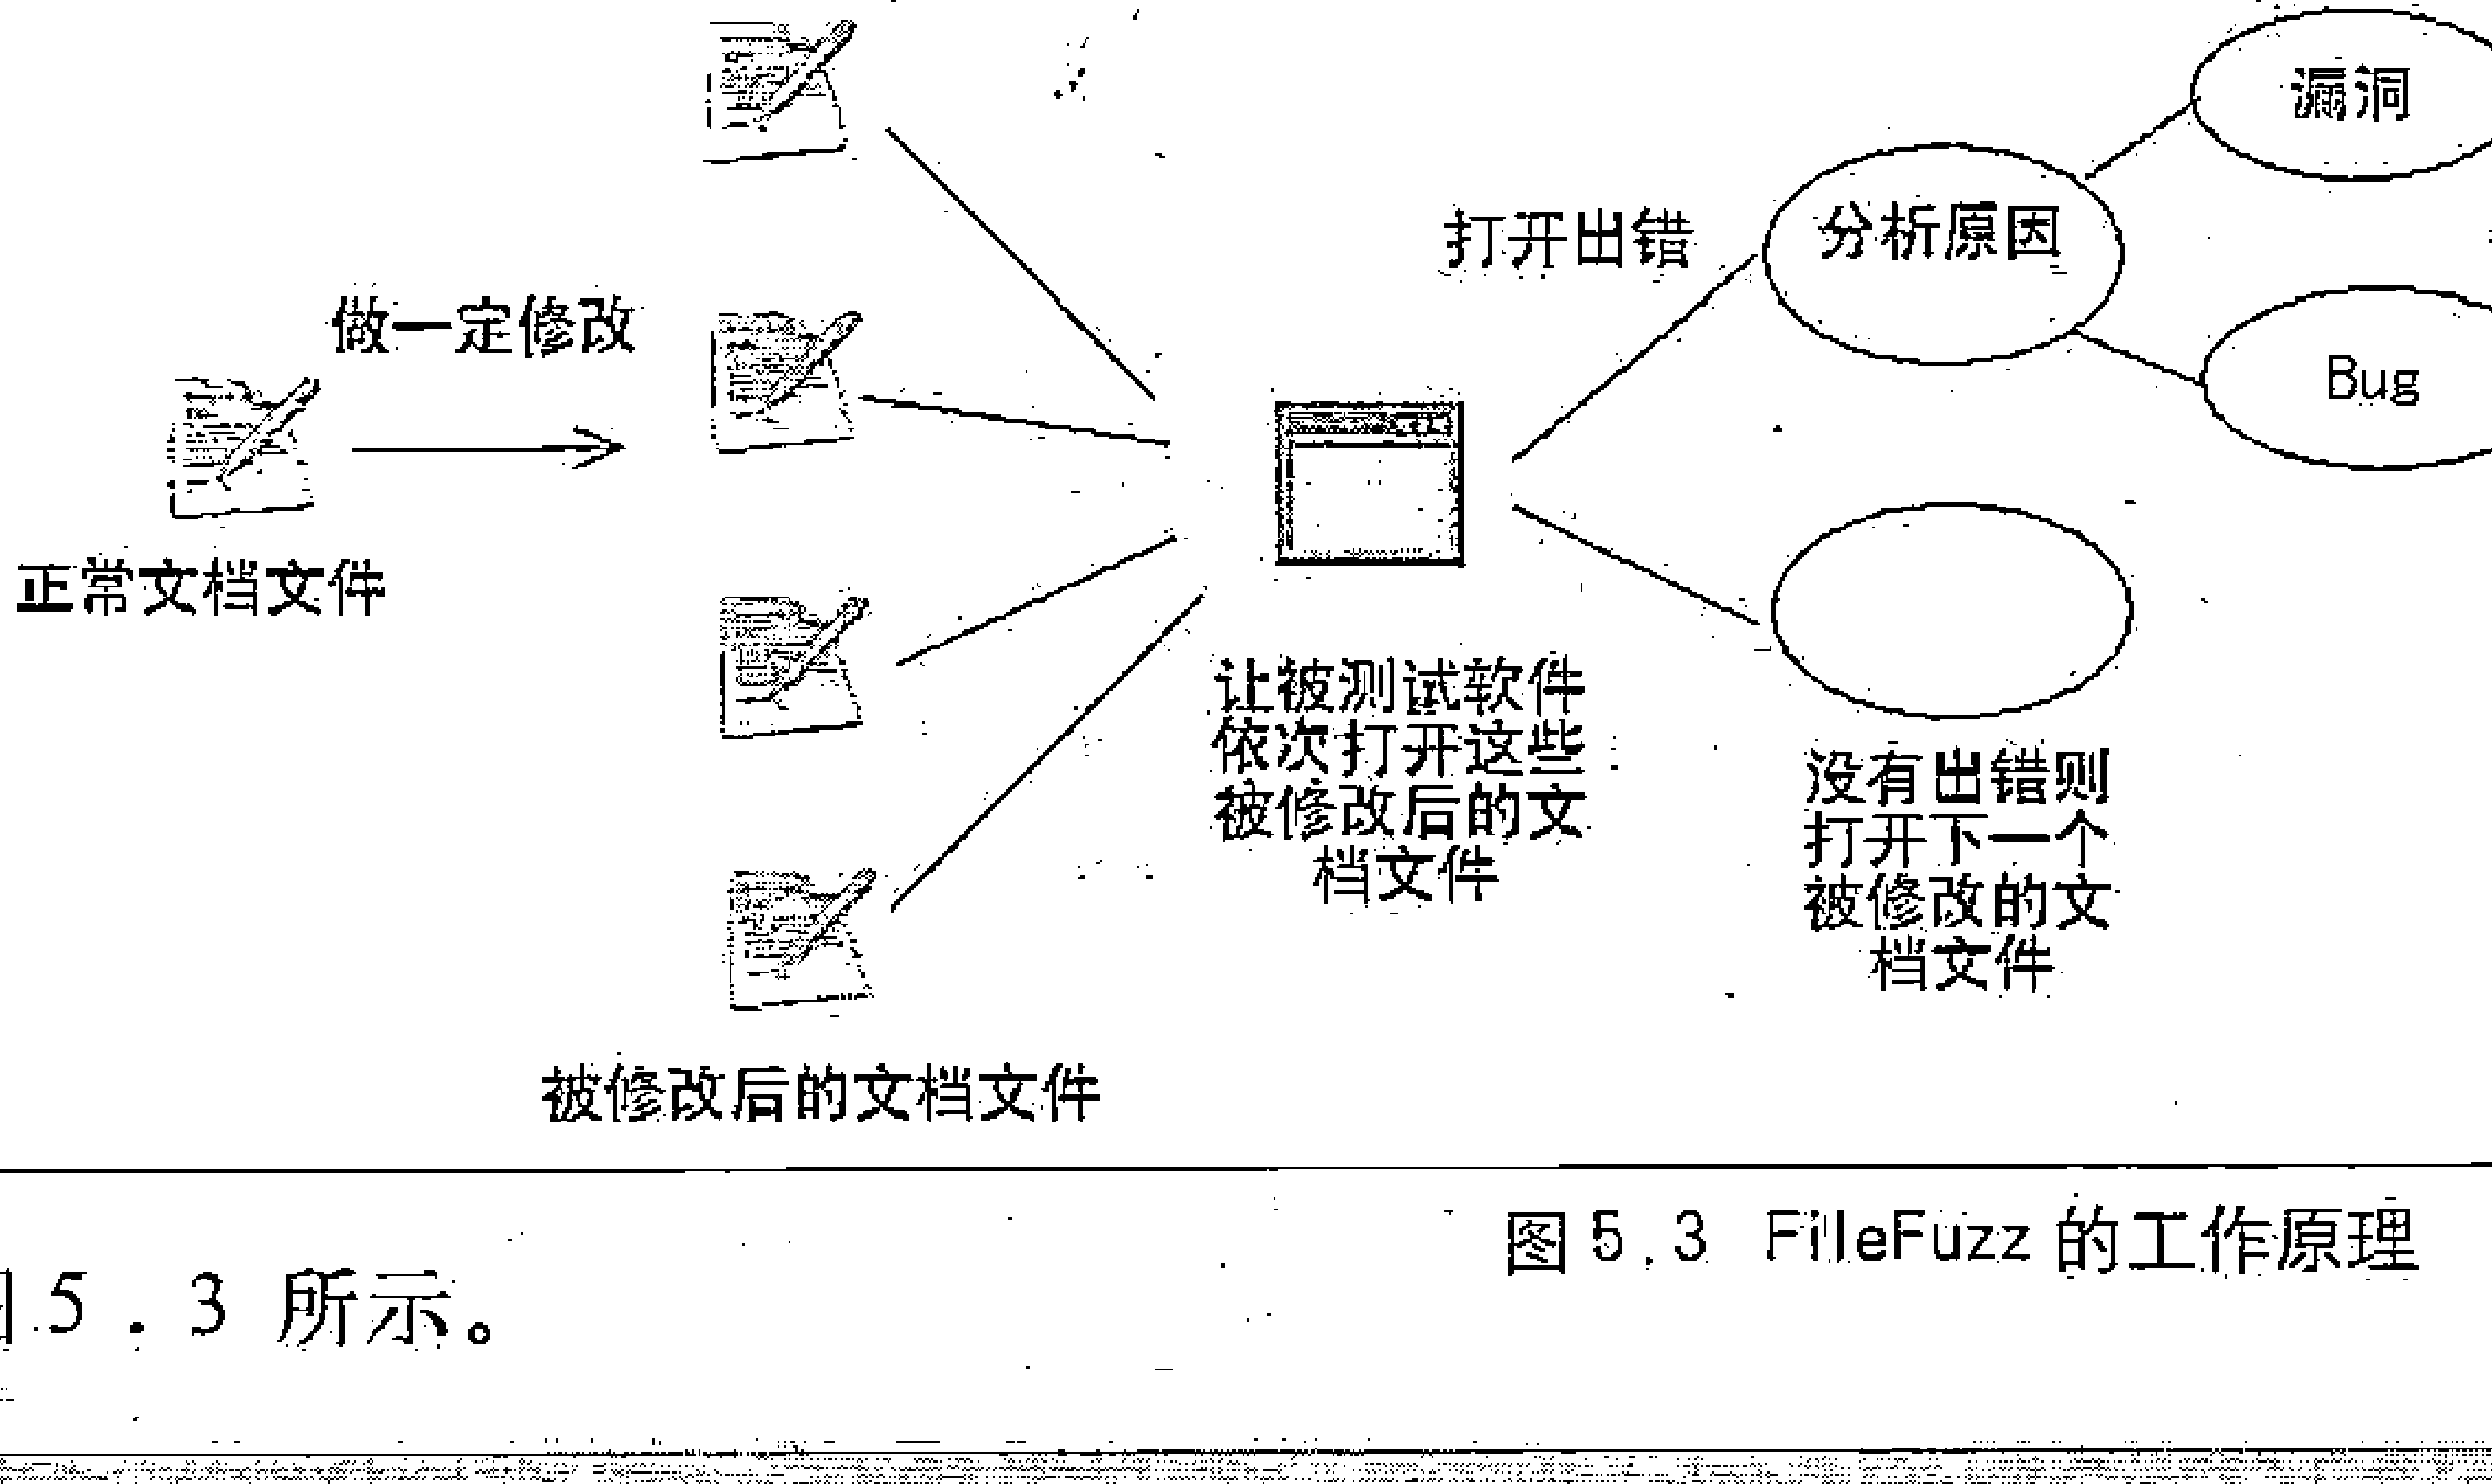 漏洞
打开出错
分析原因
做一定修改
Bug
正常文档文件
让被测试软件
依次打开这些
被修改后的文
档文件
没有出错则
打开下一个
被修改的文
档文件
被修改后的文档文件
图 5.3 FilleFuzz 的工作原理
5.3 所示。